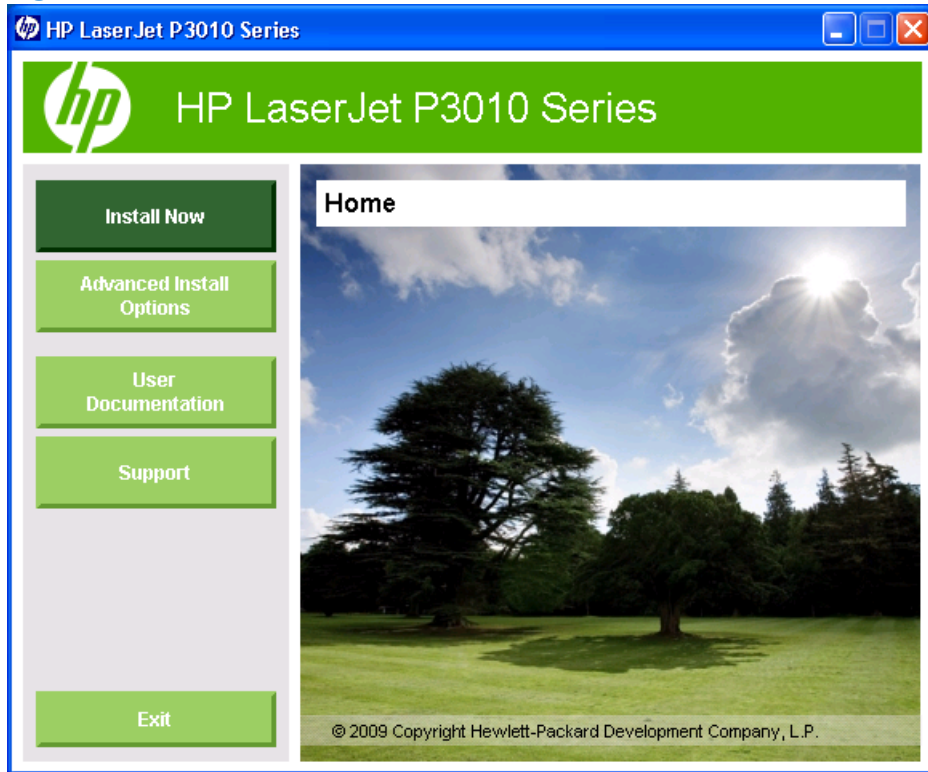 HP LaserJet P3010 Series
hp
HP LaserJet P3010 Series
Install Now
Advanced Install
Options
User
Documentation
Support
Exit
Home
© 2009 Copyright Hewlett-Packard Development Company, L.P.